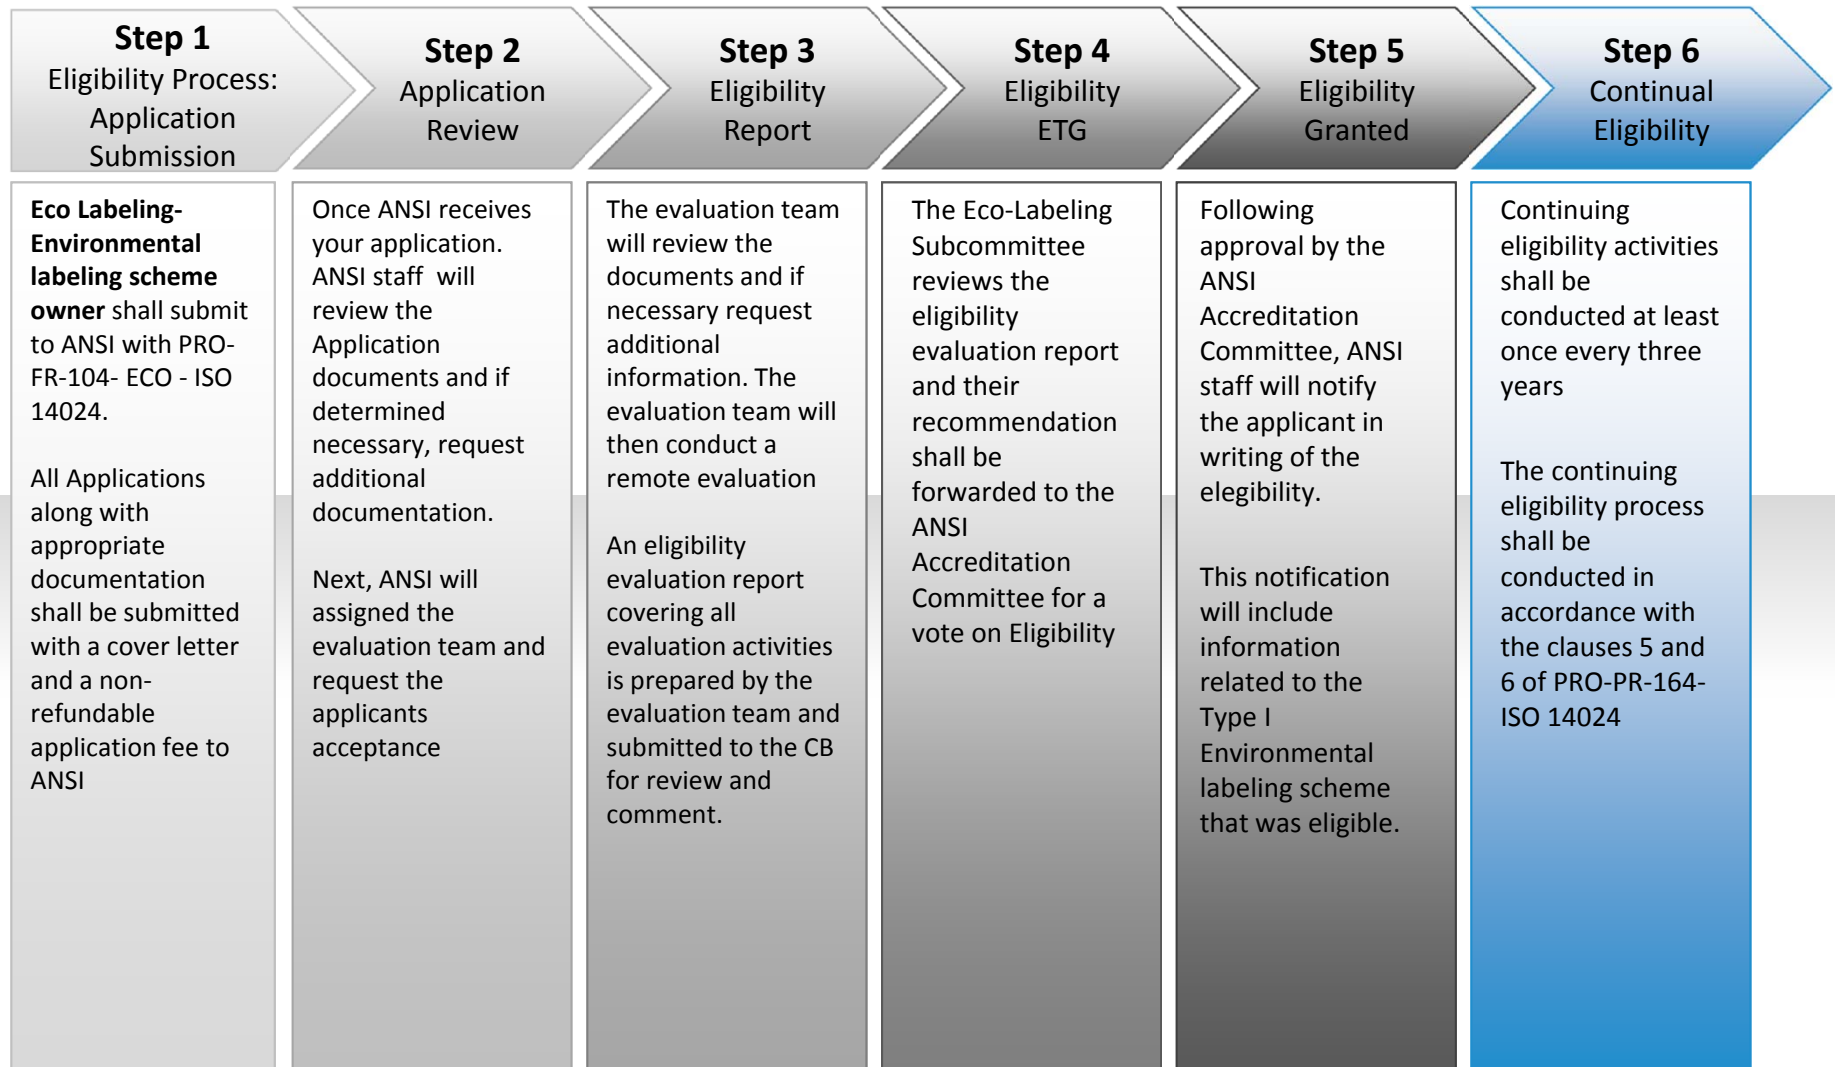 Step 1
Eligibility Process:
Application
Submission
Step 2
Application
Review
Step 3
Eligibility
Report
Step 4
Eligibility
ETG
Step 5
Eligibility
Granted
Step 6
Continual
Eligibility
Eco Labeling-
Environmental
labeling scheme
owner shall submit
to ANSI with PRO-
FR-104- ECO - ISO
14024.
All Applications
along with
appropriate
documentation
shall be submitted
with a cover letter
and a non-
refundable
application fee to
ANSI
Once ANSI receives
your application.
ANSI staff will
review the
Application
documents and if
determined
necessary, request
additional
documentation.
Next, ANSI will
assigned the
evaluation team and
request the
applicants
acceptance
The evaluation team
will review the
documents and if
necessary request
additional
information. The
evaluation team will
then conduct a
remote evaluation
An eligibility
evaluation report
covering all
evaluation activities
is prepared by the
evaluation team and
submitted to the CB
for review and
comment.
The Eco-Labeling
Subcommittee
reviews the
eligibility
evaluation report
and their
recommendation
shall be
forwarded to the
ANSI
Accreditation
Committee for a
vote on Eligibility
Following
approval by the
ANSI
Accreditation
Committee, ANSI
staff will notify
the applicant in
writing of the
elegibility.
This notification
will include
information
related to the
Type I
Environmental
labeling scheme
that was eligible.
Continuing
eligibility activities
shall be
conducted at least
once every three
years
The continuing
eligibility process
shall be
conducted in
accordance with
the clauses 5 and
6 of PRO-PR-164-
ISO 14024